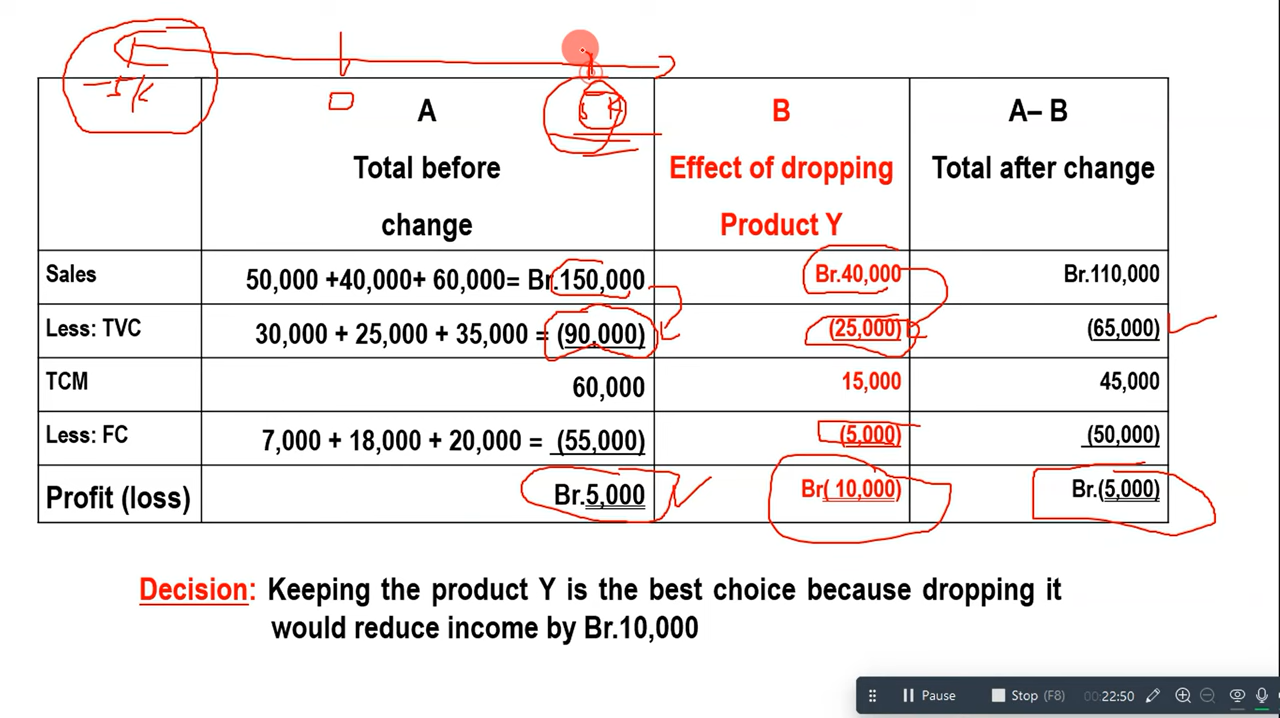 -5k
0
5k
A
Total before
change
B
Effect of dropping
Product Y
A– B
Total after change
Sales
50,000 +40,000+ 60,000= Br.150,000
Br.40,000
Br.110,000
Less: TVC
30,000 + 25,000 + 35,000 = (90,000)
(25,000)
(65,000)
TCM
60,000
15,000
45,000
Less: FC
7,000 + 18,000 + 20,000 = (55,000)
(5,000)
(50,000)
Profit (loss)
Br.5,000
Br( 10,000)
Br.(5,000)
Decision: Keeping the product Y is the best choice because dropping it
would reduce income by Br.10,000
Pause
Stop (F8)
00:22:50